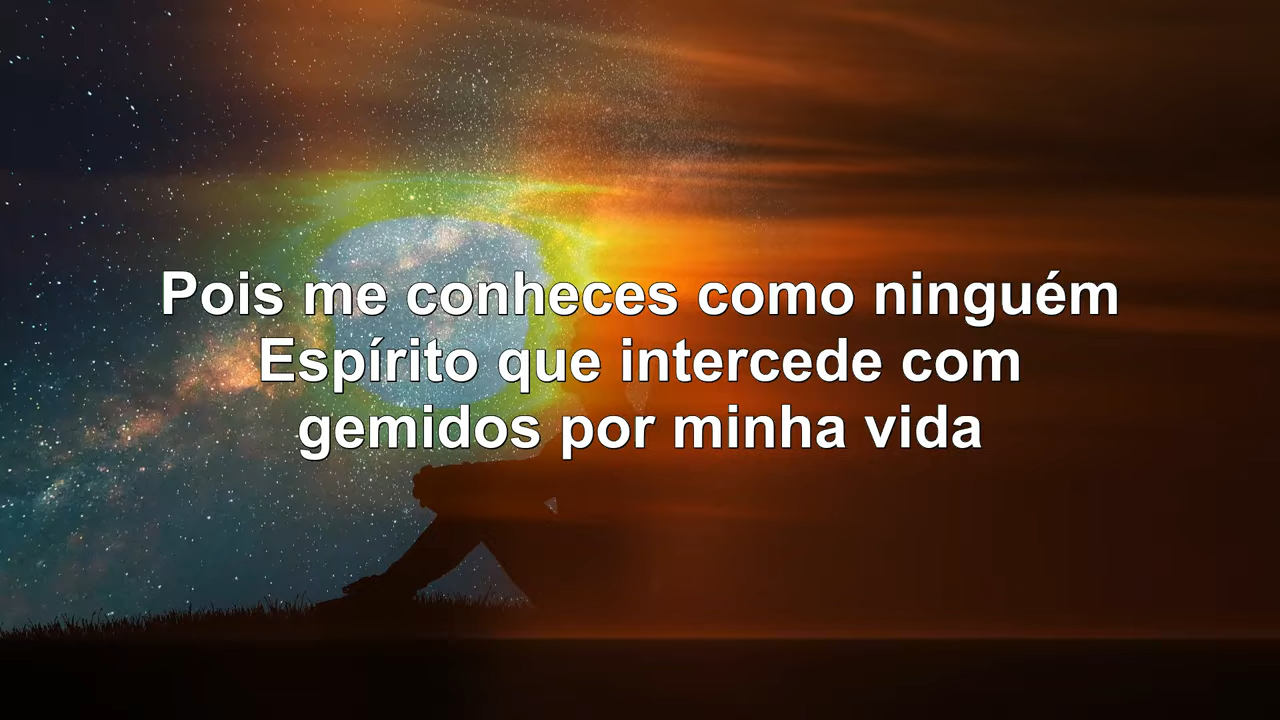 Pois me conheces como ninguém
Espírito que intercede com
gemidos por minha vida